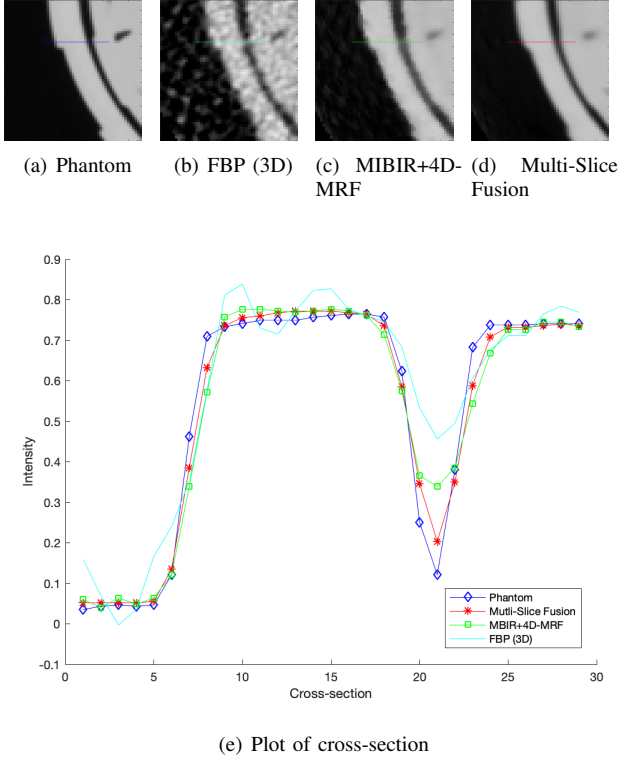 (a) Phantom
(b) FBP (3D)
(c) MIBIR+4D-
MRF
(d) Multi-Slice
Fusion
0.9
0.8
0.7
0.6
0.5
0.4
0.3
0.2
0.1
0
-0.1
Intensity
0
5
10
15
20
25
30
Cross-section
Phantom
Mutli-Slice Fusion
MBIR+4D-MRF
FBP (3D)
(e) Plot of cross-section